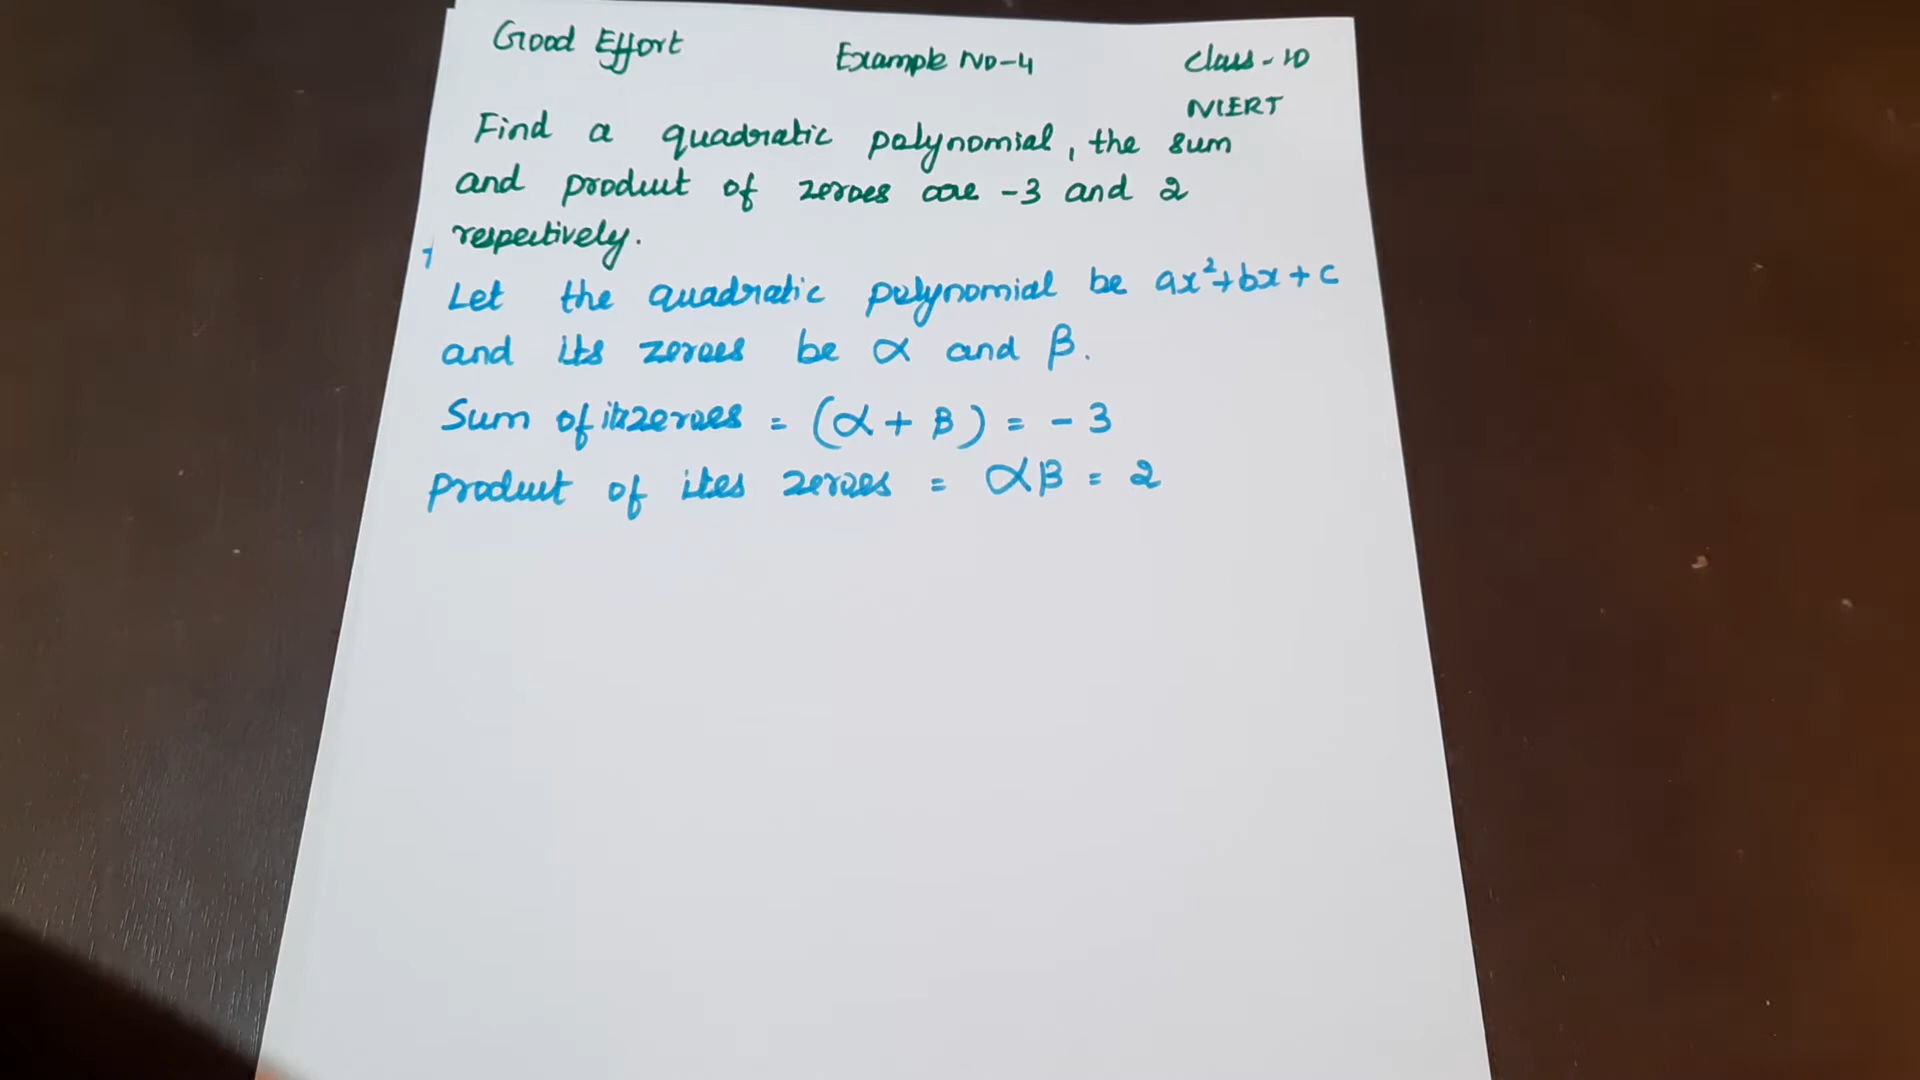 Good Effort Example No-4 Class-10
NCERT
Find a quadratic polynomial, the sum
and product of zeroes are -3 and 2
respectively.
Let the quadratic polynomial be ax²+bx+c
and its zeroes be α and β.
Sum of its zeroes = (α+β) = -3
product of ites zeroes = αβ = 2